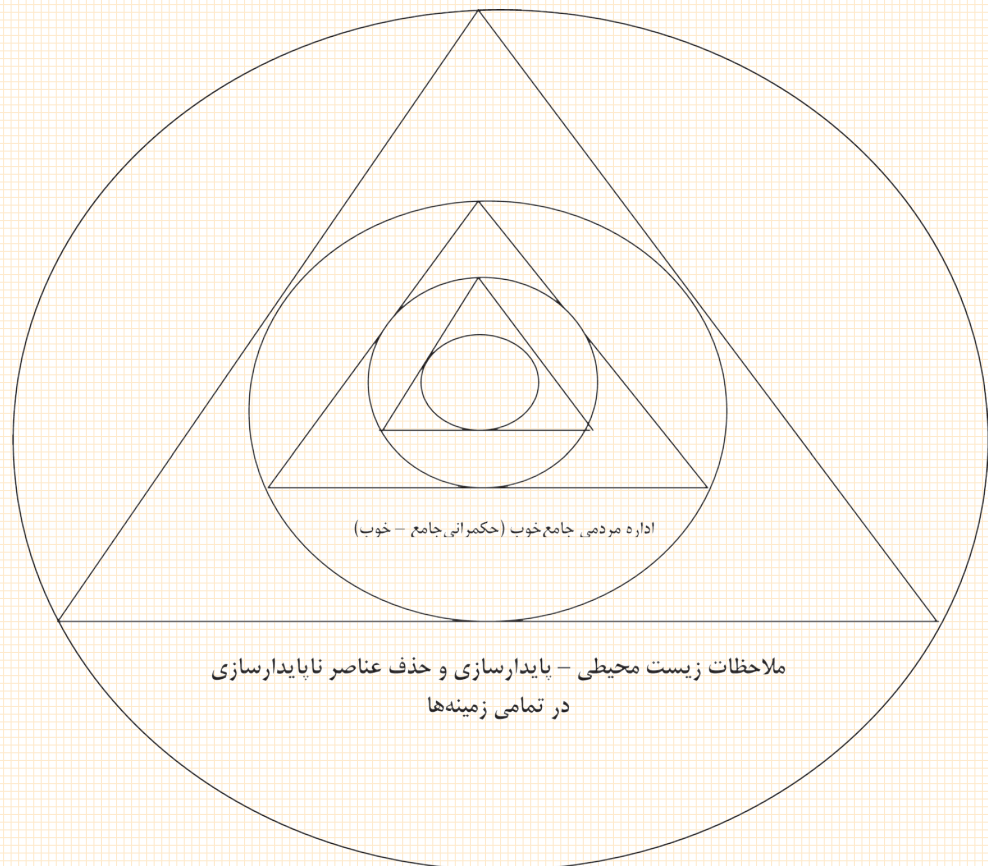 اداره مردمی جامع‌خوب (حکمرانی‌جامع – خوب)
ملاحظات زیست محیطی – پایدارسازی و حذف عناصر ناپایدارسازی
در تمامی زمینه‌ها